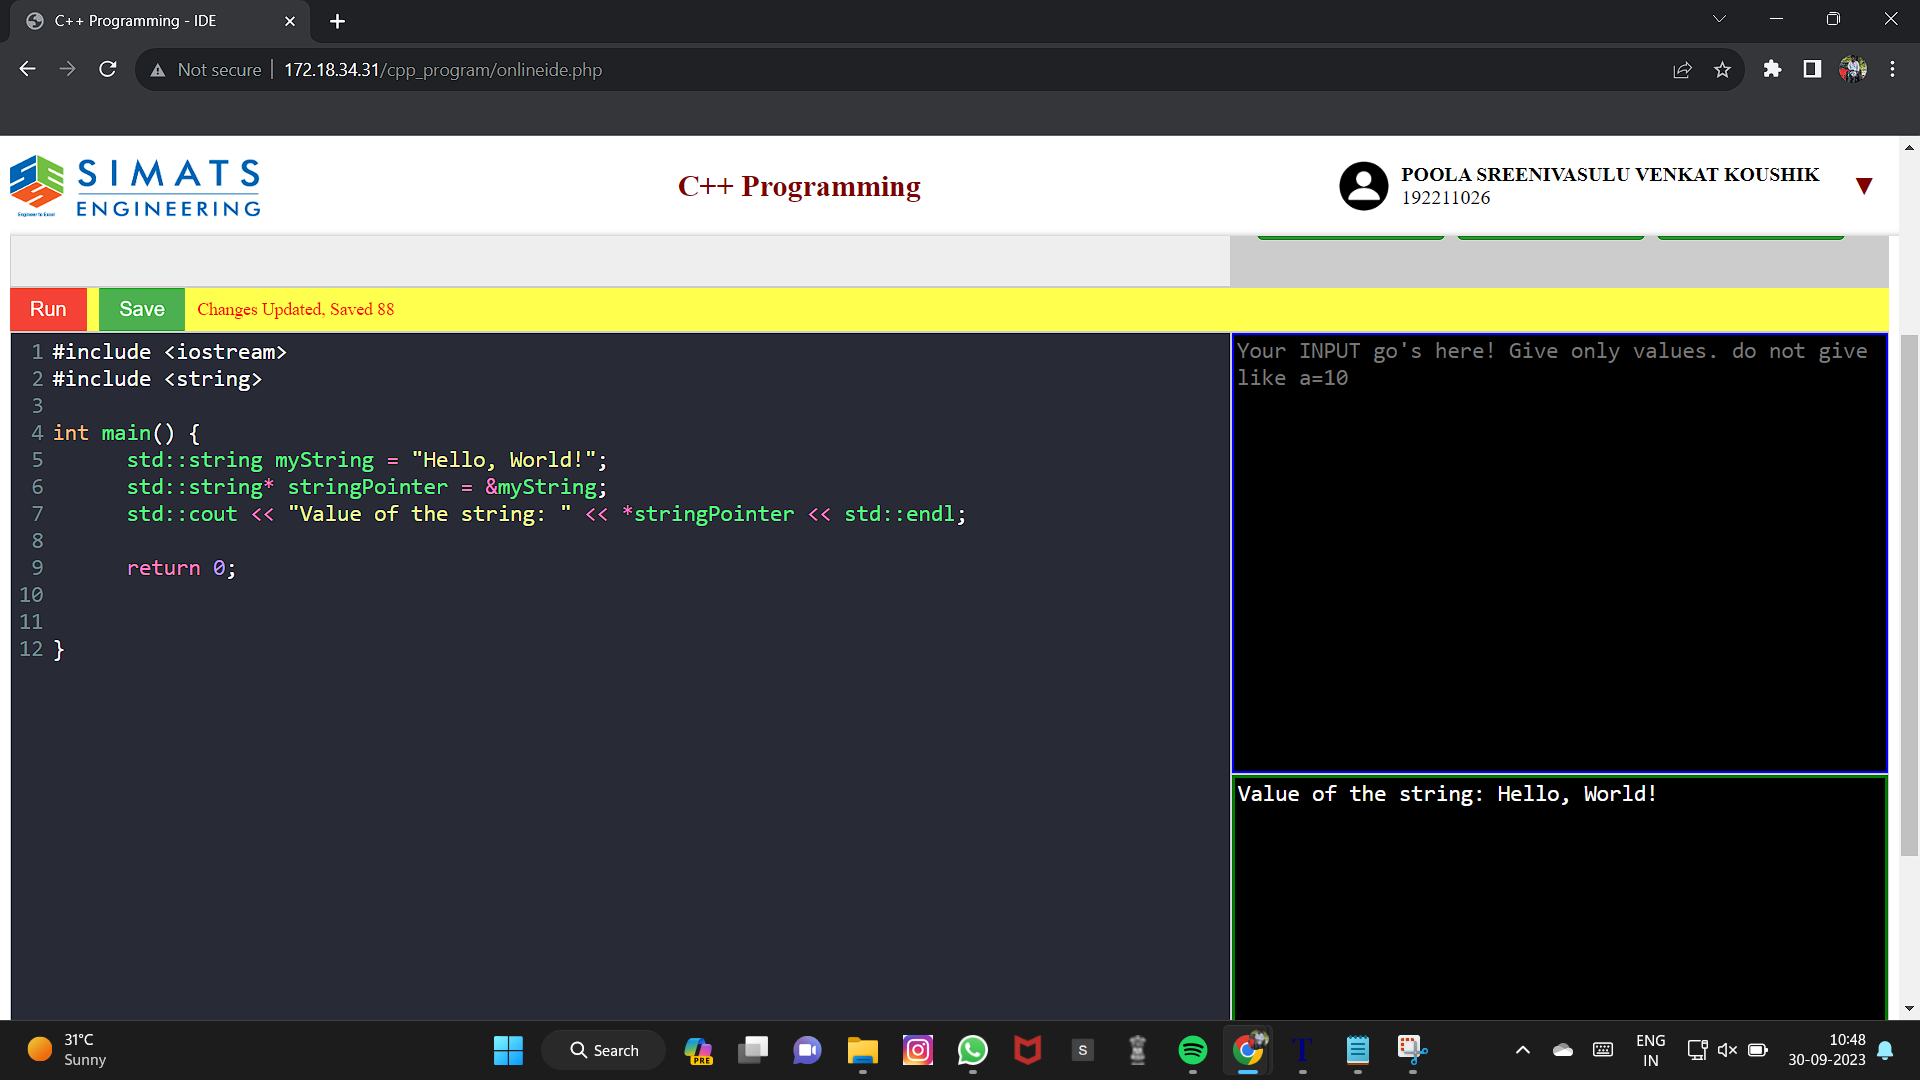 C++ Programming - IDE
Not secure
172.18.34.31/cpp_program/onlineide.php
SIMATS
ENGINEERING
Engineer to Excel
C++ Programming
POOLA SREENIVASULU VENKAT KOUSHIK
192211026
Run
Save
Changes Updated, Saved 88
1 #include <iostream>
2 #include <string>
3
4 int main() {
5 std::string myString = "Hello, World!";
6 std::string* stringPointer = &myString;
7 std::cout << "Value of the string: " << *stringPointer << std::endl;
8
9 return 0;
10
11
12 }
Your INPUT go's here! Give only values. do not give
like a=10
Value of the string: Hello, World!
31°C
Sunny
Search
PRE
S
T
ENG
IN
10:48
30-09-2023